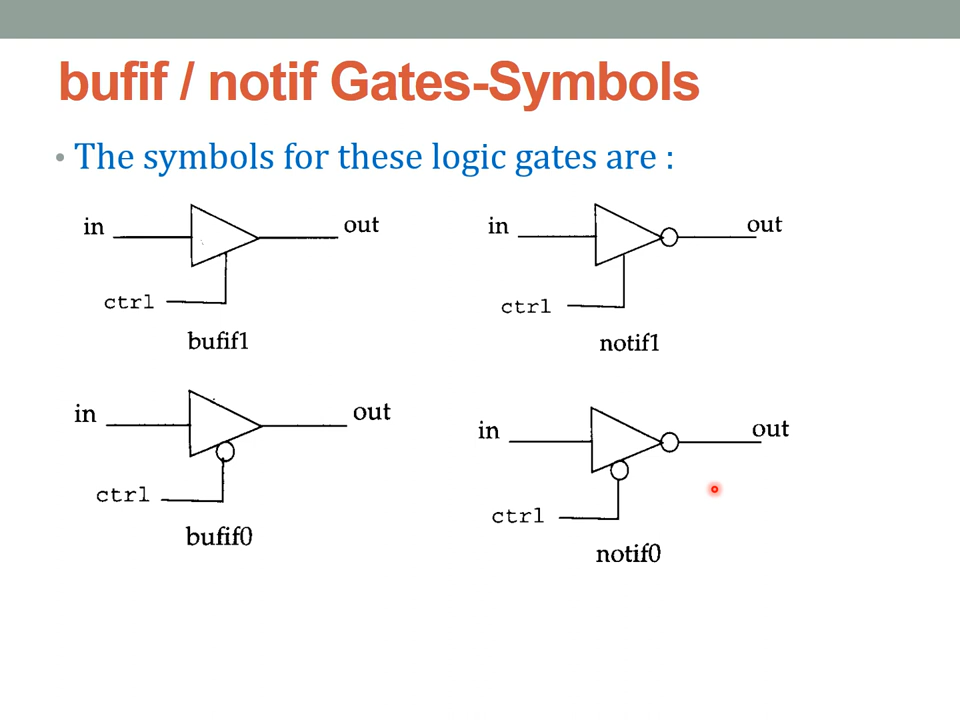 bufif / notif Gates-Symbols
• The symbols for these logic gates are :
in out
ctrl
bufif1
in out
ctrl
notif1
in out
ctrl
bufif0
in out
ctrl
notif0